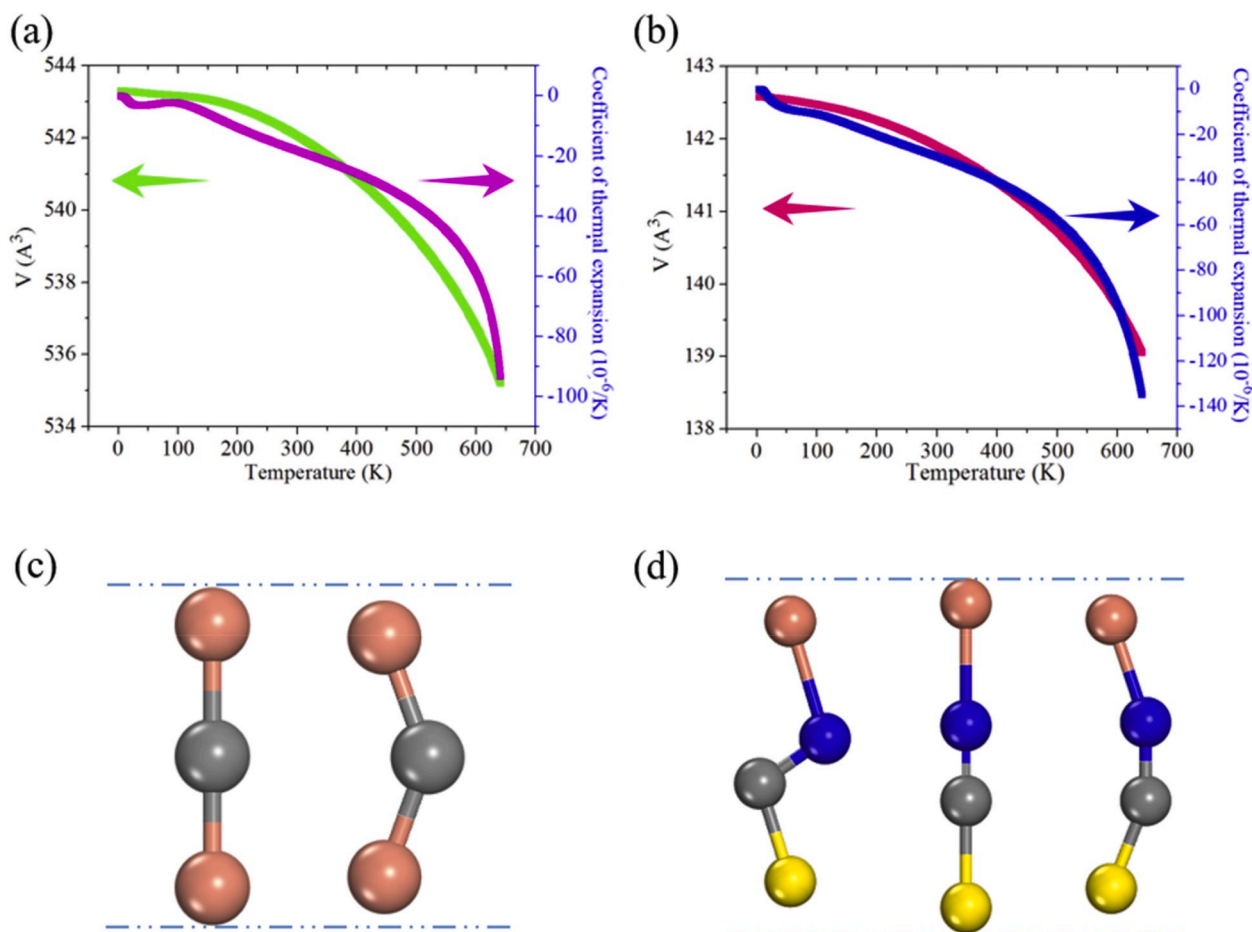 (a)
544
542
540
538
536
534
V (A³)
0
-20
-40
-60
-80
-100
Coefficient of thermal expansion (10⁻⁶/K)
0 100 200 300 400 500 600 700
Temperature (K)
(b)
143
142
141
140
139
138
V (A³)
0
-20
-40
-60
-80
-100
-120
-140
Coefficient of thermal expansion (10⁻⁶/K)
0 100 200 300 400 500 600 700
Temperature (K)
(c)
(d)